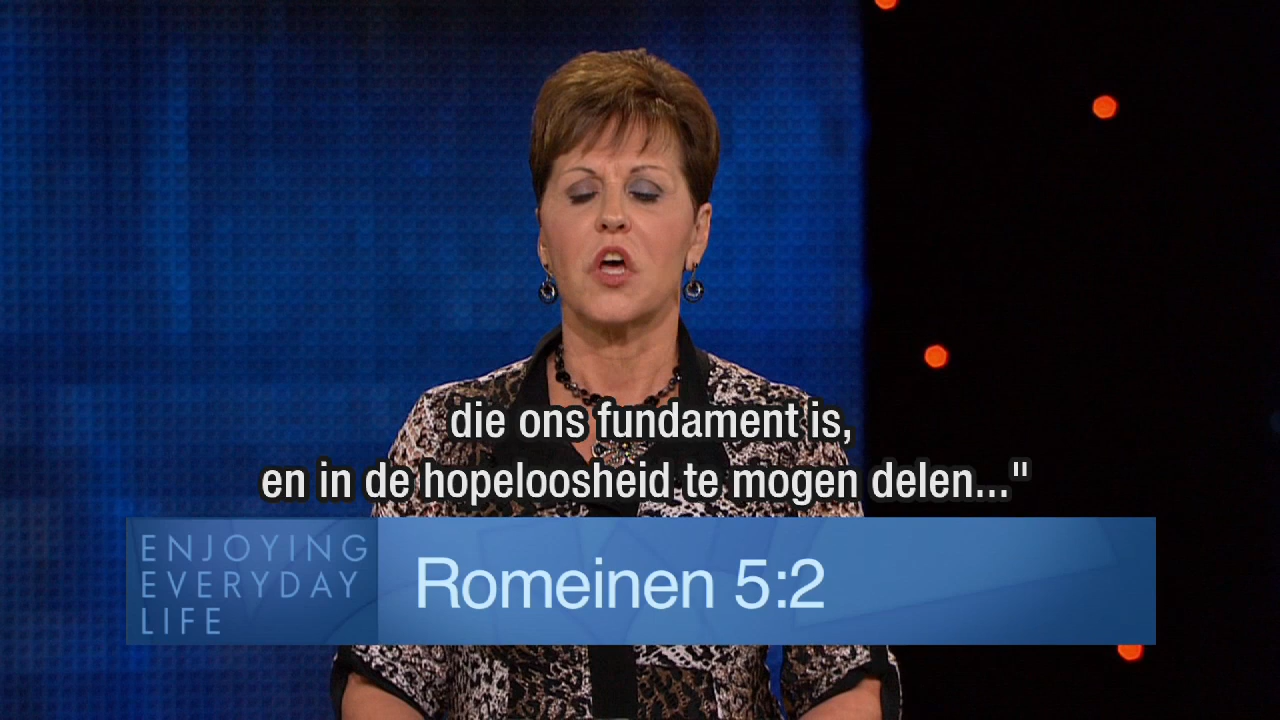 die ons fundament is,
en in de hopeloosheid te mogen delen..."
ENJOYING
EVERYDAY
LIFE
Romeinen 5:2